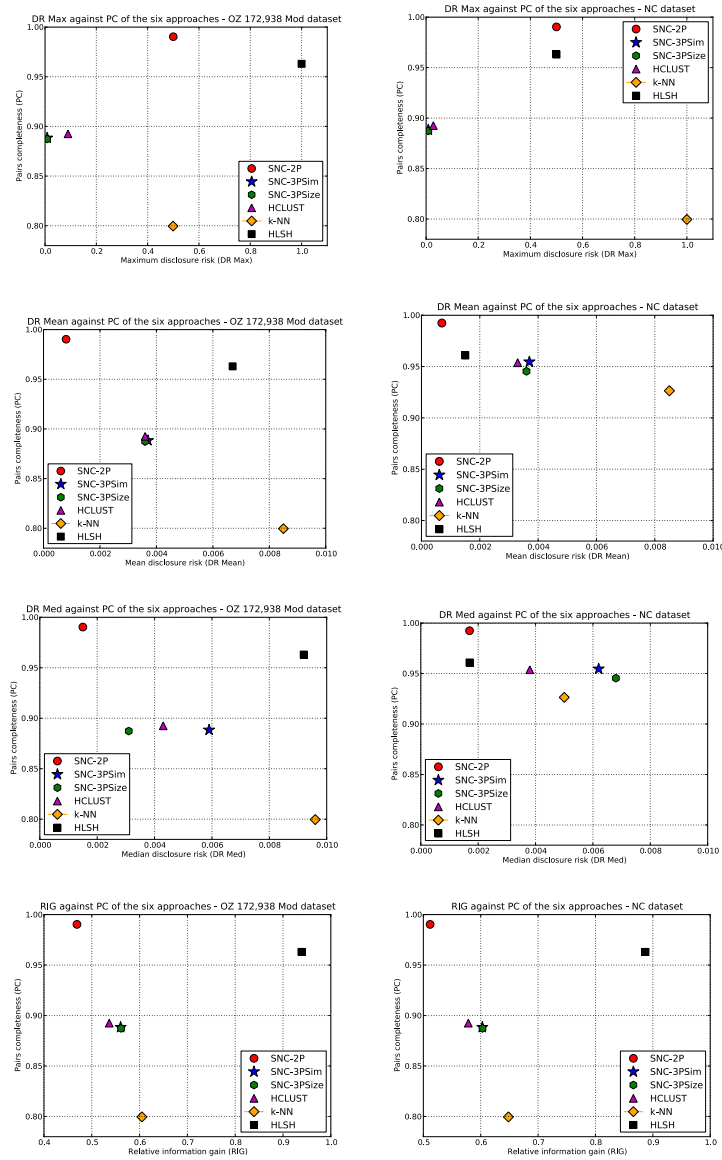 DR Max against PC of the six approaches - OZ 172,938 Mod dataset
1.00
0.95
0.90
0.85
0.80
Pairs completeness (PC)
SNC-2P
SNC-3PSim
SNC-3PSize
HCLUST
k-NN
HLSH
0.0 0.2 0.4 0.6 0.8 1.0
Maximum disclosure risk (DR Max)
DR Max against PC of the six approaches - NC dataset
1.00
0.95
0.90
0.85
0.80
Pairs completeness (PC)
SNC-2P
SNC-3PSim
SNC-3PSize
HCLUST
k-NN
HLSH
0.0 0.2 0.4 0.6 0.8 1.0
Maximum disclosure risk (DR Max)
DR Mean against PC of the six approaches - OZ 172,938 Mod dataset
1.00
0.95
0.90
0.85
0.80
Pairs completeness (PC)
SNC-2P
SNC-3PSim
SNC-3PSize
HCLUST
k-NN
HLSH
0.000 0.002 0.004 0.006 0.008 0.010
Mean disclosure risk (DR Mean)
DR Mean against PC of the six approaches - NC dataset
1.00
0.95
0.90
0.85
0.80
Pairs completeness (PC)
SNC-2P
SNC-3PSim
SNC-3PSize
HCLUST
k-NN
HLSH
0.000 0.002 0.004 0.006 0.008 0.010
Mean disclosure risk (DR Mean)
DR Med against PC of the six approaches - OZ 172,938 Mod dataset
1.00
0.95
0.90
0.85
0.80
Pairs completeness (PC)
SNC-2P
SNC-3PSim
SNC-3PSize
HCLUST
k-NN
HLSH
0.000 0.002 0.004 0.006 0.008 0.010
Median disclosure risk (DR Med)
DR Med against PC of the six approaches - NC dataset
1.00
0.95
0.90
0.85
0.80
Pairs completeness (PC)
SNC-2P
SNC-3PSim
SNC-3PSize
HCLUST
k-NN
HLSH
0.000 0.002 0.004 0.006 0.008 0.010
Median disclosure risk (DR Med)
RIG against PC of the six approaches - OZ 172,938 Mod dataset
1.00
0.95
0.90
0.85
0.80
Pairs completeness (PC)
SNC-2P
SNC-3PSim
SNC-3PSize
HCLUST
k-NN
HLSH
0.4 0.5 0.6 0.7 0.8 0.9 1.0
Relative information gain (RIG)
RIG against PC of the six approaches - NC dataset
1.00
0.95
0.90
0.85
0.80
Pairs completeness (PC)
SNC-2P
SNC-3PSim
SNC-3PSize
HCLUST
k-NN
HLSH
0.5 0.6 0.7 0.8 0.9 1.0
Relative information gain (RIG)